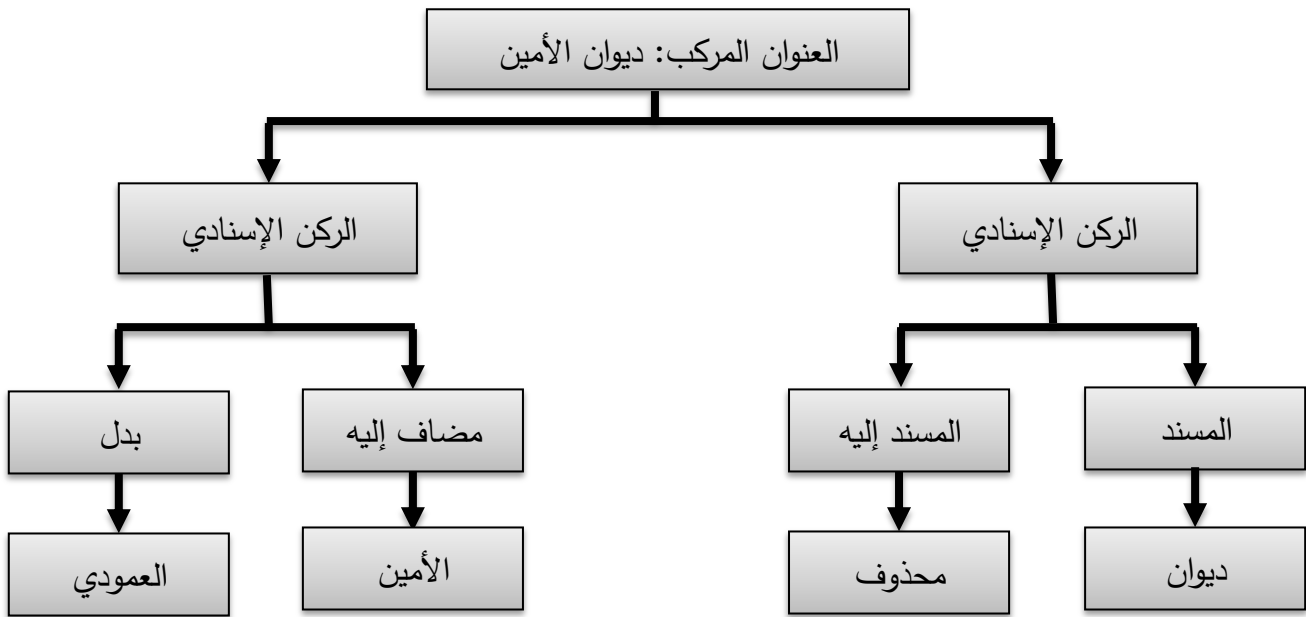 العنوان المركب: ديوان الأمين
الركن الإسنادي
الركن الإسنادي
المسند
المسند إليه
مضاف إليه
بدل
ديوان
محذوف
الأمين
العمودي